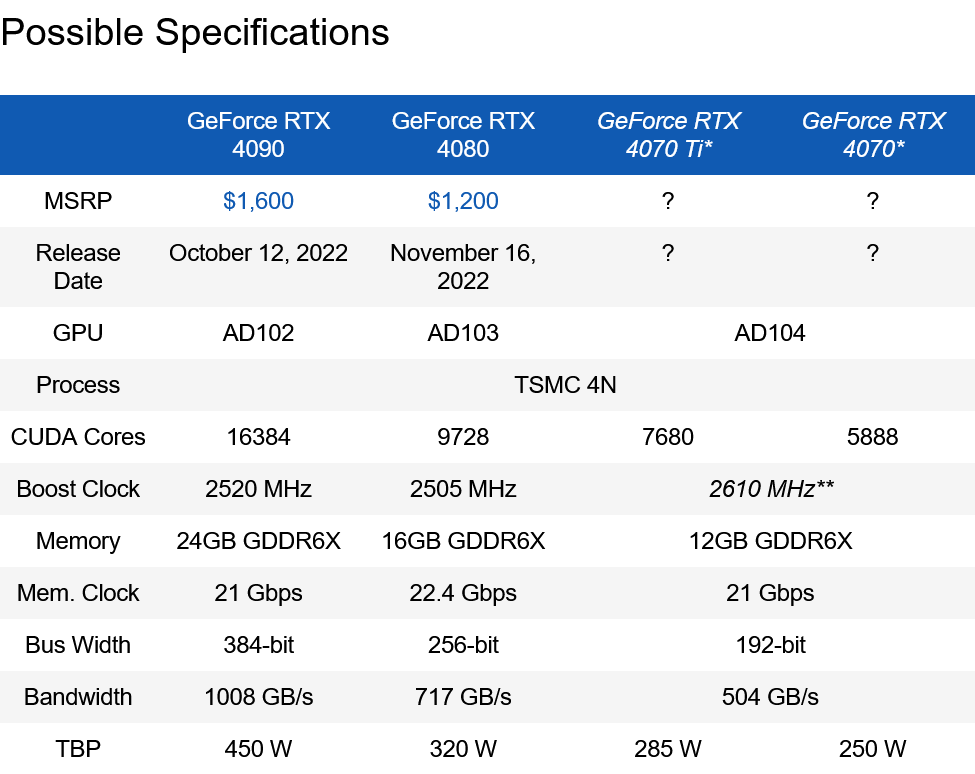 Possible Specifications
GeForce RTX 4090 GeForce RTX 4080 GeForce RTX 4070 Ti* GeForce RTX 4070*
MSRP $1,600 $1,200 ? ?
Release Date October 12, 2022 November 16, 2022 ? ?
GPU AD102 AD103 AD104
Process TSMC 4N
CUDA Cores 16384 9728 7680 5888
Boost Clock 2520 MHz 2505 MHz 2610 MHz**
Memory 24GB GDDR6X 16GB GDDR6X 12GB GDDR6X
Mem. Clock 21 Gbps 22.4 Gbps 21 Gbps
Bus Width 384-bit 256-bit 192-bit
Bandwidth 1008 GB/s 717 GB/s 504 GB/s
TBP 450 W 320 W 285 W 250 W